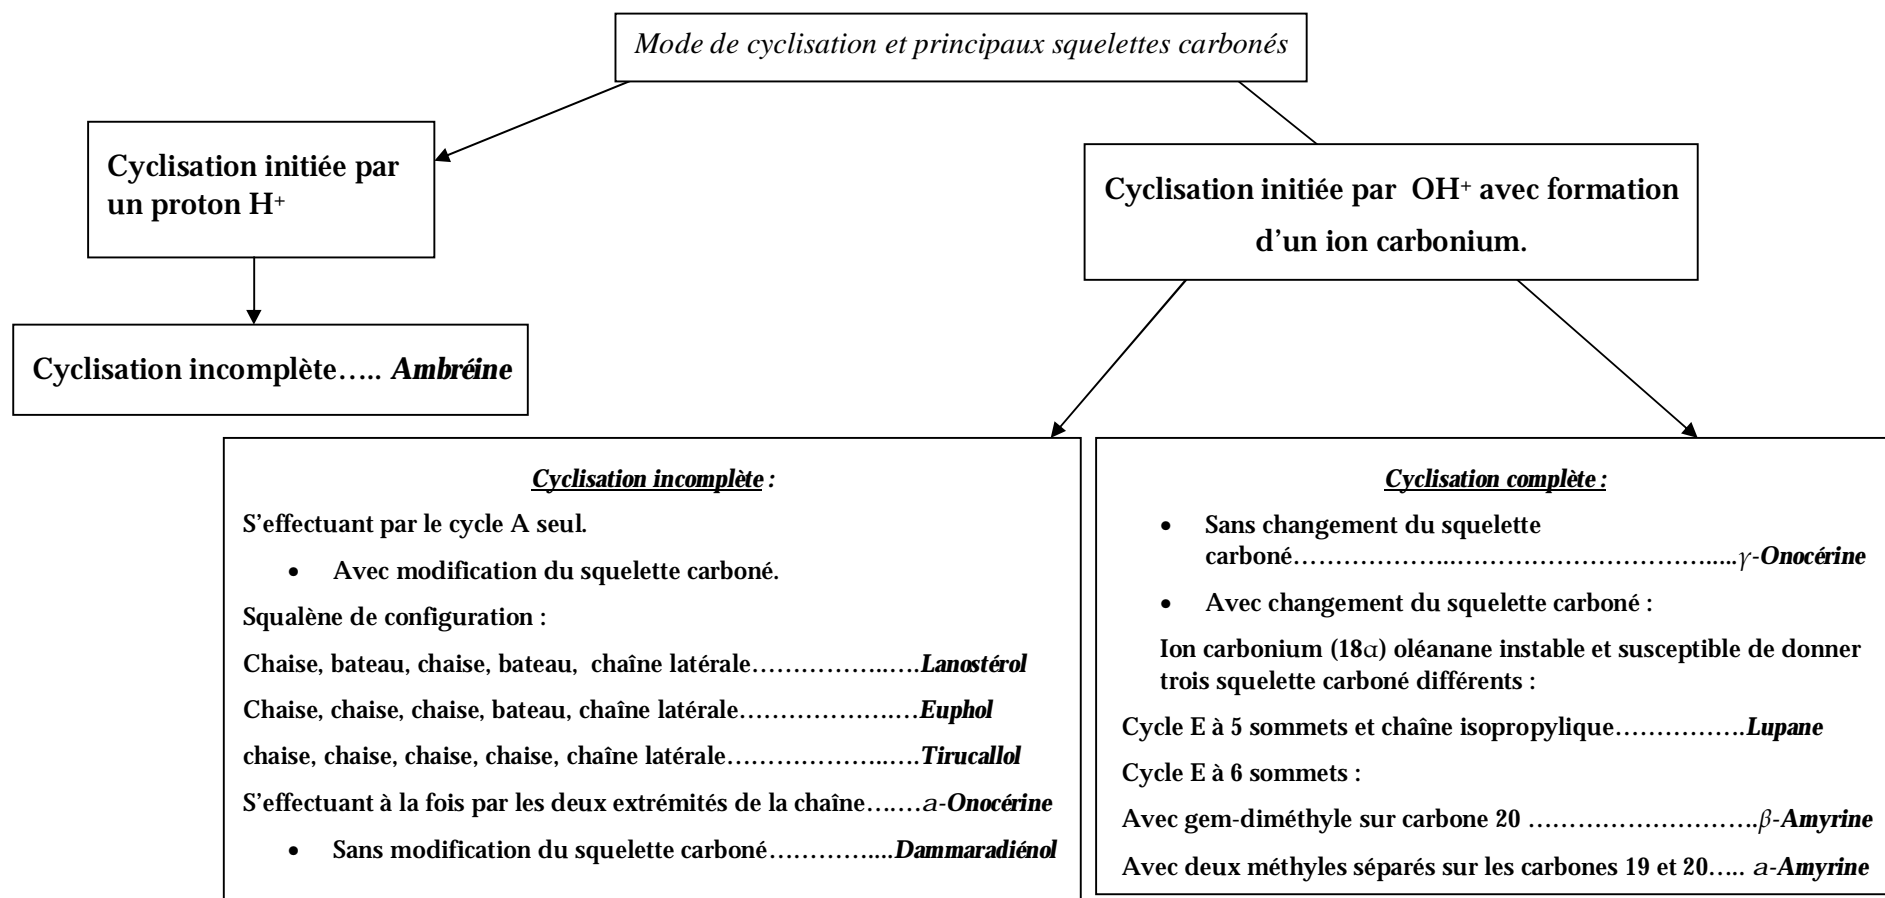 Mode de cyclisation et principaux squelettes carbonés
Cyclisation initiée par
un proton H⁺
Cyclisation initiée par OH⁺ avec formation
d'un ion carbonium.
Cyclisation incomplète..... Ambréine
Cyclisation incomplète :
S'effectuant par le cycle A seul.
• Avec modification du squelette carboné.
Squalène de configuration :
Chaise, bateau, chaise, bateau, chaîne latérale……………...….Lanostérol
Chaise, chaise, chaise, bateau, chaîne latérale……………….…Euphol
chaise, chaise, chaise, chaise, chaîne latérale………………...….Tirucallol
S'effectuant à la fois par les deux extrémités de la chaîne…….a-Onocérine
• Sans modification du squelette carboné…………....Dammaradiénol
Cyclisation complète :
• Sans changement du squelette
carboné………………..……………………………….....γ-Onocérine
• Avec changement du squelette carboné :
Ion carbonium (18α) oléanane instable et susceptible de donner
trois squelette carboné différents :
Cycle E à 5 sommets et chaîne isopropylique…………….Lupane
Cycle E à 6 sommets :
Avec gem-diméthyle sur carbone 20 ……………………….β-Amyrine
Avec deux méthyles séparés sur les carbones 19 et 20….. a-Amyrine